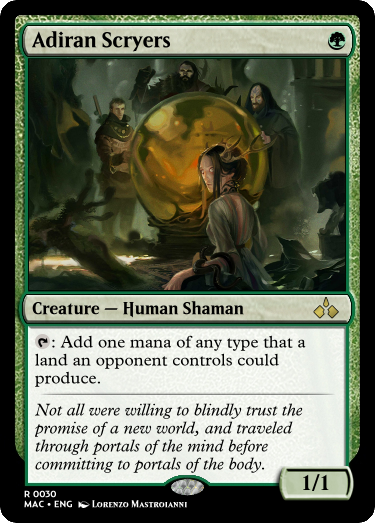 Adiran Scryers
Creature — Human Shaman
: Add one mana of any type that a
land an opponent controls could
produce.
Not all were willing to blindly trust the
promise of a new world, and traveled
through portals of the mind before
committing to portals of the body.
1/1
R 0030
MAC • ENG Lorenzo Mastroianni